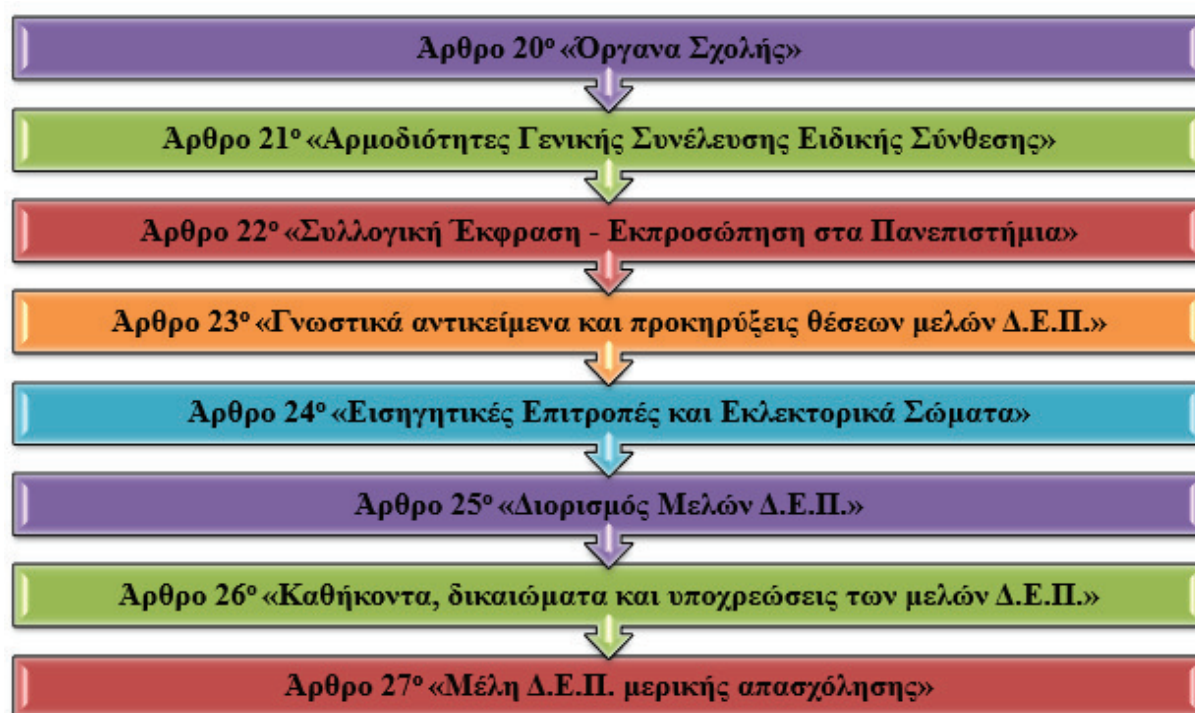 Άρθρο 20ο «Όργανα Σχολής»
Άρθρο 21ο «Αρμοδιότητες Γενικής Συνέλευσης Ειδικής Σύνθεσης»
Άρθρο 22ο «Συλλογική Έκφραση - Εκπροσώπηση στα Πανεπιστήμια»
Άρθρο 23ο «Γνωστικά αντικείμενα και προκηρύξεις θέσεων μελών Δ.Ε.Π.»
Άρθρο 24ο «Εισηγητικές Επιτροπές και Εκλεκτορικά Σώματα»
Άρθρο 25ο «Διορισμός Μελών Δ.Ε.Π.»
Άρθρο 26ο «Καθήκοντα, δικαιώματα και υποχρεώσεις των μελών Δ.Ε.Π.»
Άρθρο 27ο «Μέλη Δ.Ε.Π. μερικής απασχόλησης»